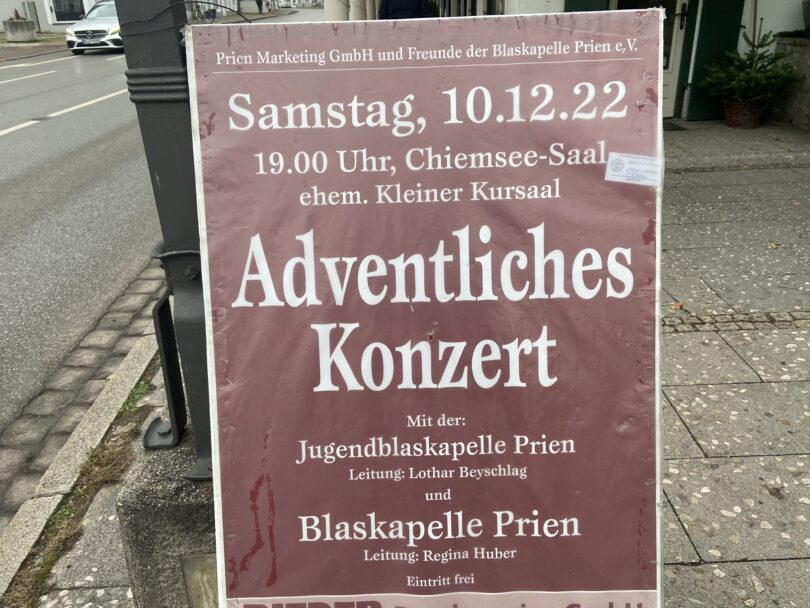 Prien Marketing GmbH und Freunde der Blaskapelle Prien e.V.
Samstag, 10.12.22
19.00 Uhr, Chiemsee-Saal
ehem. Kleiner Kursaal
Adventliches
Konzert
Mit der:
Jugendblaskapelle Prien
Leitung: Lothar Beyschlag
und
Blaskapelle Prien
Leitung: Regina Huber
Eintritt frei